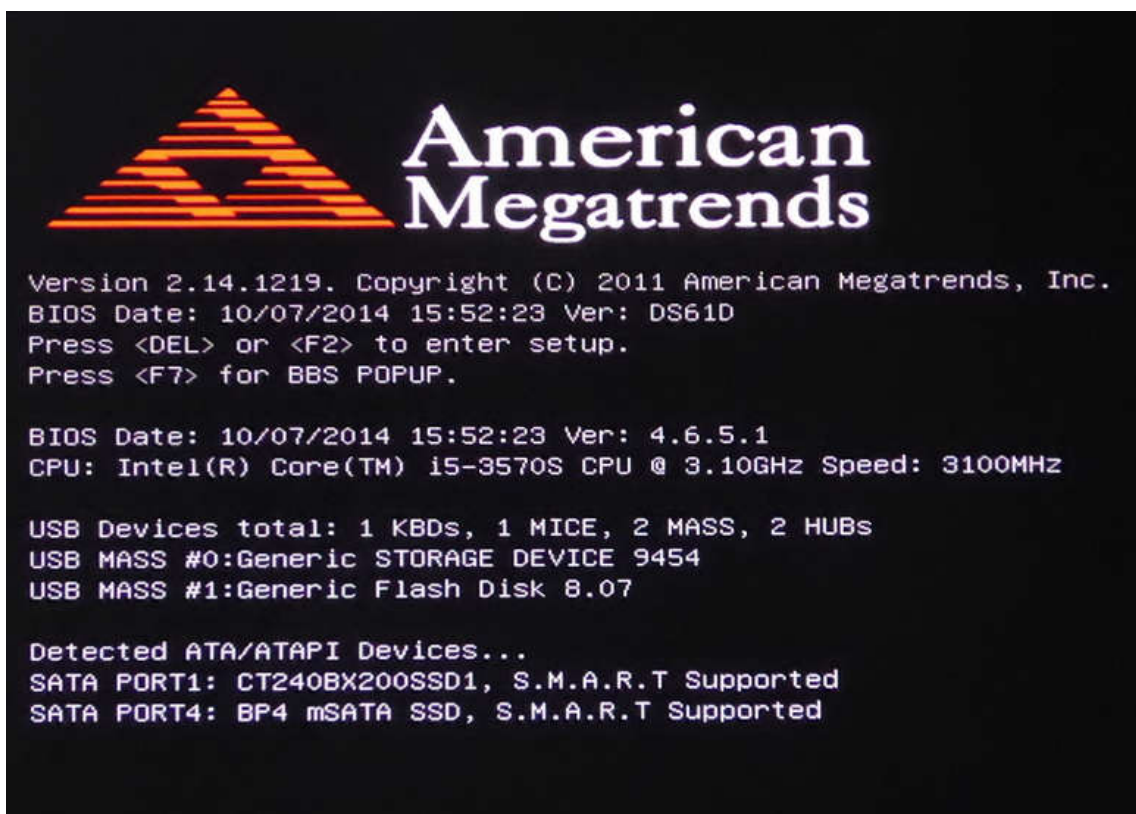 American
Megatrends
Version 2.14.1219. Copyright (C) 2011 American Megatrends, Inc.
BIOS Date: 10/07/2014 15:52:23 Ver: DS61D
Press <DEL> or <F2> to enter setup.
Press <F7> for BBS POPUP.
BIOS Date: 10/07/2014 15:52:23 Ver: 4.6.5.1
CPU: Intel(R) Core(TM) i5-3570S CPU @ 3.10GHz Speed: 3100MHz
USB Devices total: 1 KBDs, 1 MICE, 2 MASS, 2 HUBs
USB MASS #0:Generic STORAGE DEVICE 9454
USB MASS #1:Generic Flash Disk 8.07
Detected ATA/ATAPI Devices...
SATA PORT1: CT240BX200SSD1, S.M.A.R.T Supported
SATA PORT4: BP4 mSATA SSD, S.M.A.R.T Supported